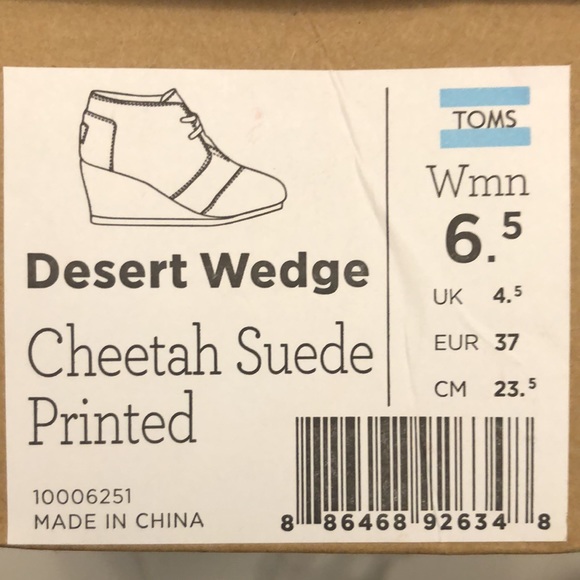 Desert Wedge
Cheetah Suede
Printed
10006251
MADE IN CHINA
TOMS
Wmn
6.5
UK 4.5
EUR 37
CM 23.5
8 86468 92634 8